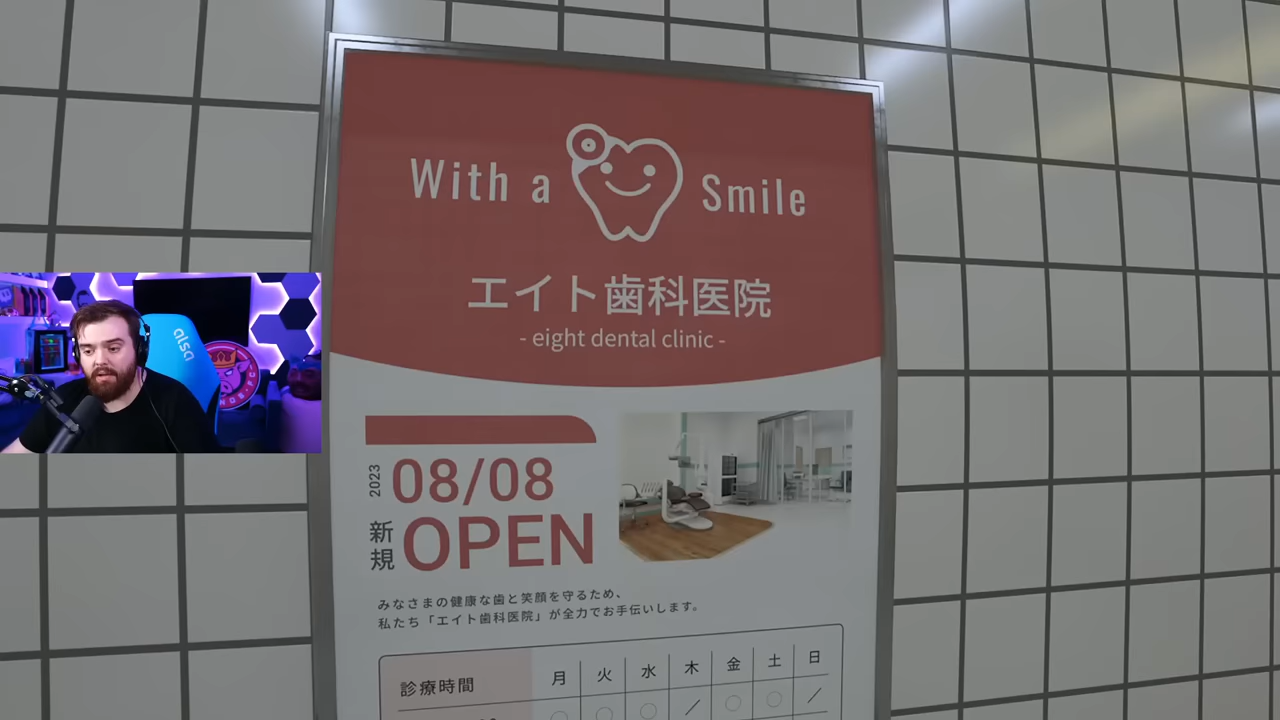 With a Smile
エイト歯科医院
- eight dental clinic -
2023 08/08
新規 OPEN
みなさまの健康な歯と笑顔を守るため、
私たち「エイト歯科医院」が全力でお手伝いします。
診療時間 月 火 水 木 金 土 日
○ ○ ○ / ○ ○ /
alsa